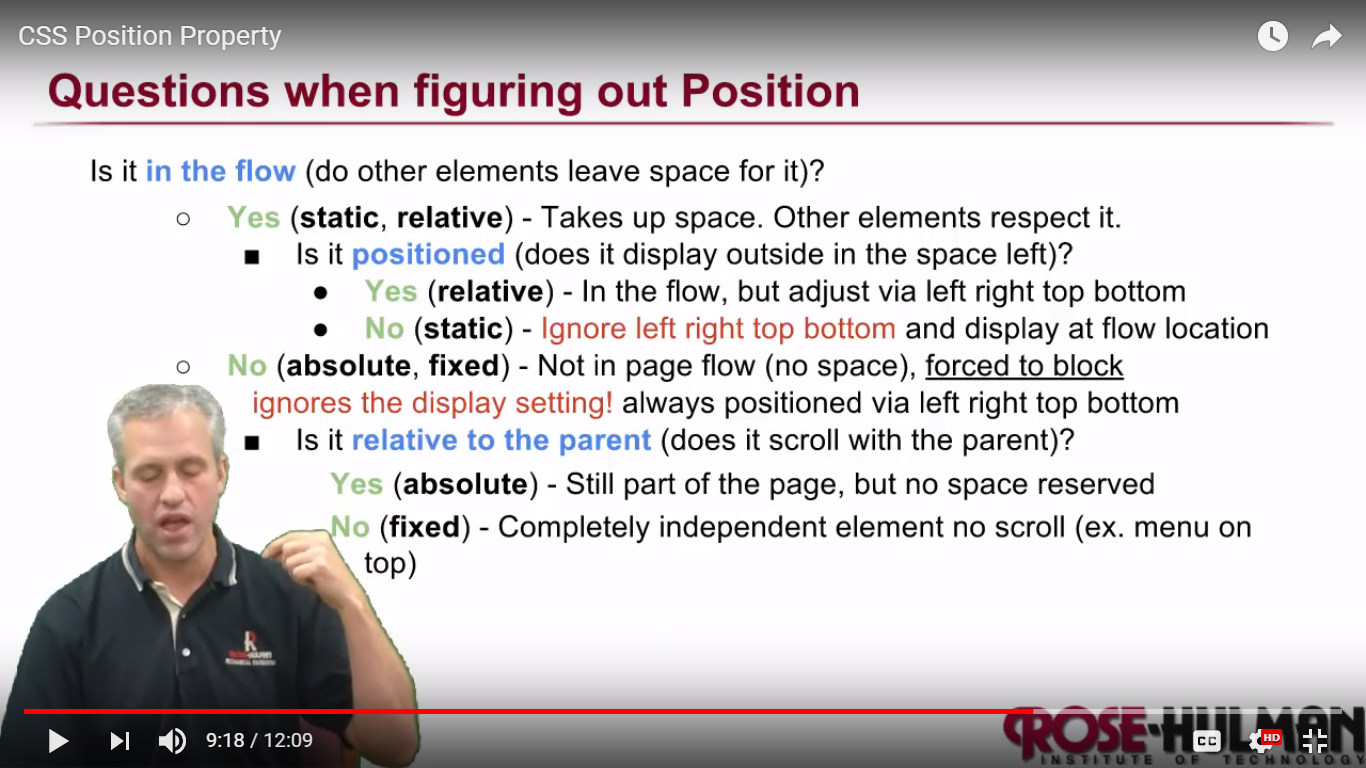 CSS Position Property
Questions when figuring out Position
Is it in the flow (do other elements leave space for it)?
○ Yes (static, relative) - Takes up space. Other elements respect it.
■ Is it positioned (does it display outside in the space left)?
● Yes (relative) - In the flow, but adjust via left right top bottom
● No (static) - Ignore left right top bottom and display at flow location
○ No (absolute, fixed) - Not in page flow (no space), forced to block
ignores the display setting! always positioned via left right top bottom
■ Is it relative to the parent (does it scroll with the parent)?
Yes (absolute) - Still part of the page, but no space reserved
No (fixed) - Completely independent element no scroll (ex. menu on
top)
ROSE-HULMAN
INSTITUTE OF TECHNOLOGY
9:18 / 12:09
CC
HD